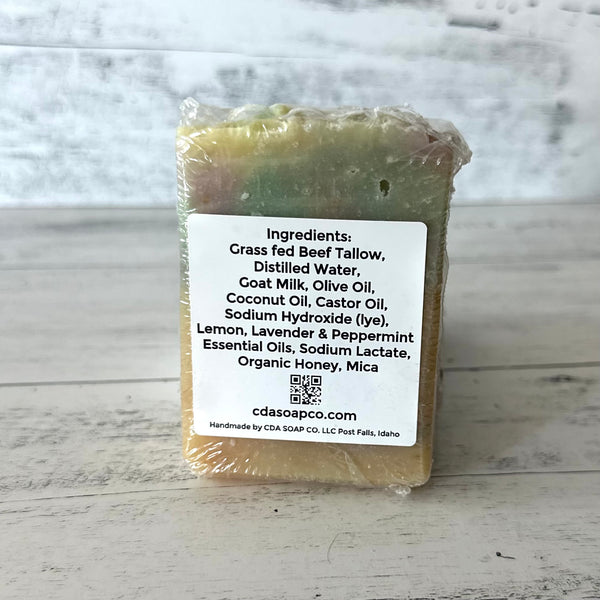 Ingredients:
Grass fed Beef Tallow,
Distilled Water,
Goat Milk, Olive Oil,
Coconut Oil, Castor Oil,
Sodium Hydroxide (lye),
Lemon, Lavender & Peppermint
Essential Oils, Sodium Lactate,
Organic Honey, Mica
cdasoapco.com
Handmade by CDA SOAP CO. LLC Post Falls, Idaho